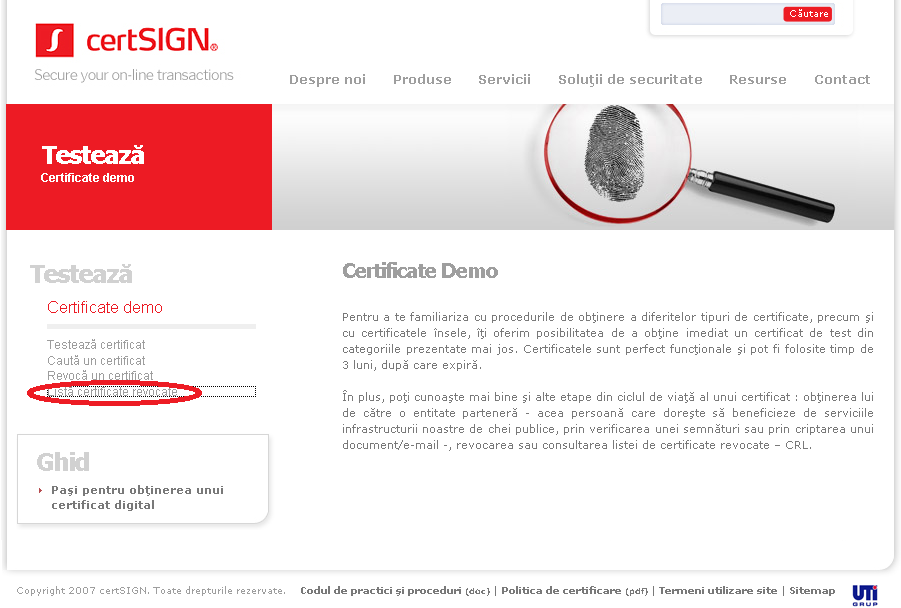 Căutare
certSIGN®
Secure your on-line transactions
Despre noi Produse Servicii Soluţii de securitate Resurse Contact
Testează
Certificate demo
Testează
Certificate demo
Testează certificat
Caută un certificat
Revocă un certificat
Listă certificate revocate
Ghid
Paşi pentru obţinerea unui
certificat digital
Certificate Demo
Pentru a te familiariza cu procedurile de obţinere a diferitelor tipuri de certificate, precum şi
cu certificatele însele, îţi oferim posibilitatea de a obţine imediat un certificat de test din
categoriile prezentate mai jos. Certificatele sunt perfect funcţionale şi pot fi folosite timp de
3 luni, după care expiră.
În plus, poţi cunoaşte mai bine şi alte etape din ciclul de viaţă al unui certificat : obţinerea lui
de către o entitate parteneră - acea persoană care doreşte să beneficieze de serviciile
infrastructurii noastre de chei publice, prin verificarea unei semnături sau prin criptarea unui
document/e-mail -, revocarea sau consultarea listei de certificate revocate – CRL.
Copyright 2007 certSIGN. Toate drepturile rezervate. Codul de practici şi proceduri (doc) | Politica de certificare (pdf) | Termeni utilizare site | Sitemap
UTI
GRUP